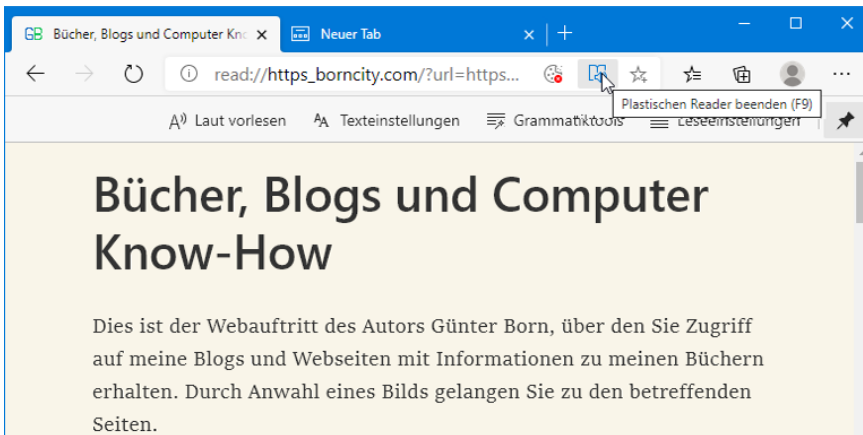 GB Bücher, Blogs und Computer Kno
Neuer Tab
read://https_borncity.com/?url=https...
Plastischen Reader beenden (F9)
A Laut vorlesen
AA Texteinstellungen
Grammatiktools
Leseeinstellungen
Bücher, Blogs und Computer
Know-How
Dies ist der Webauftritt des Autors Günter Born, über den Sie Zugriff
auf meine Blogs und Webseiten mit Informationen zu meinen Büchern
erhalten. Durch Anwahl eines Bilds gelangen Sie zu den betreffenden
Seiten.